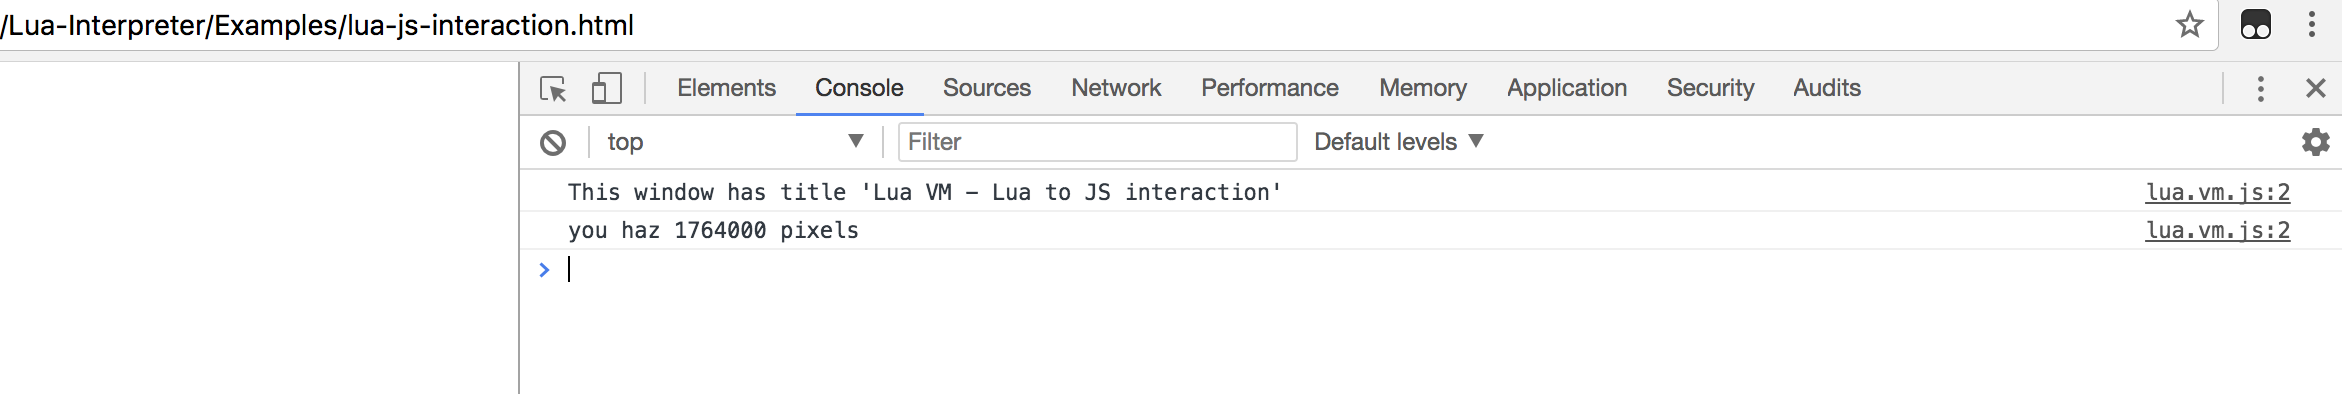 /Lua-Interpreter/Examples/lua-js-interaction.html
Elements Console Sources Network Performance Memory Application Security Audits
top Filter Default levels
This window has title 'Lua VM - Lua to JS interaction' lua.vm.js:2
you haz 1764000 pixels lua.vm.js:2